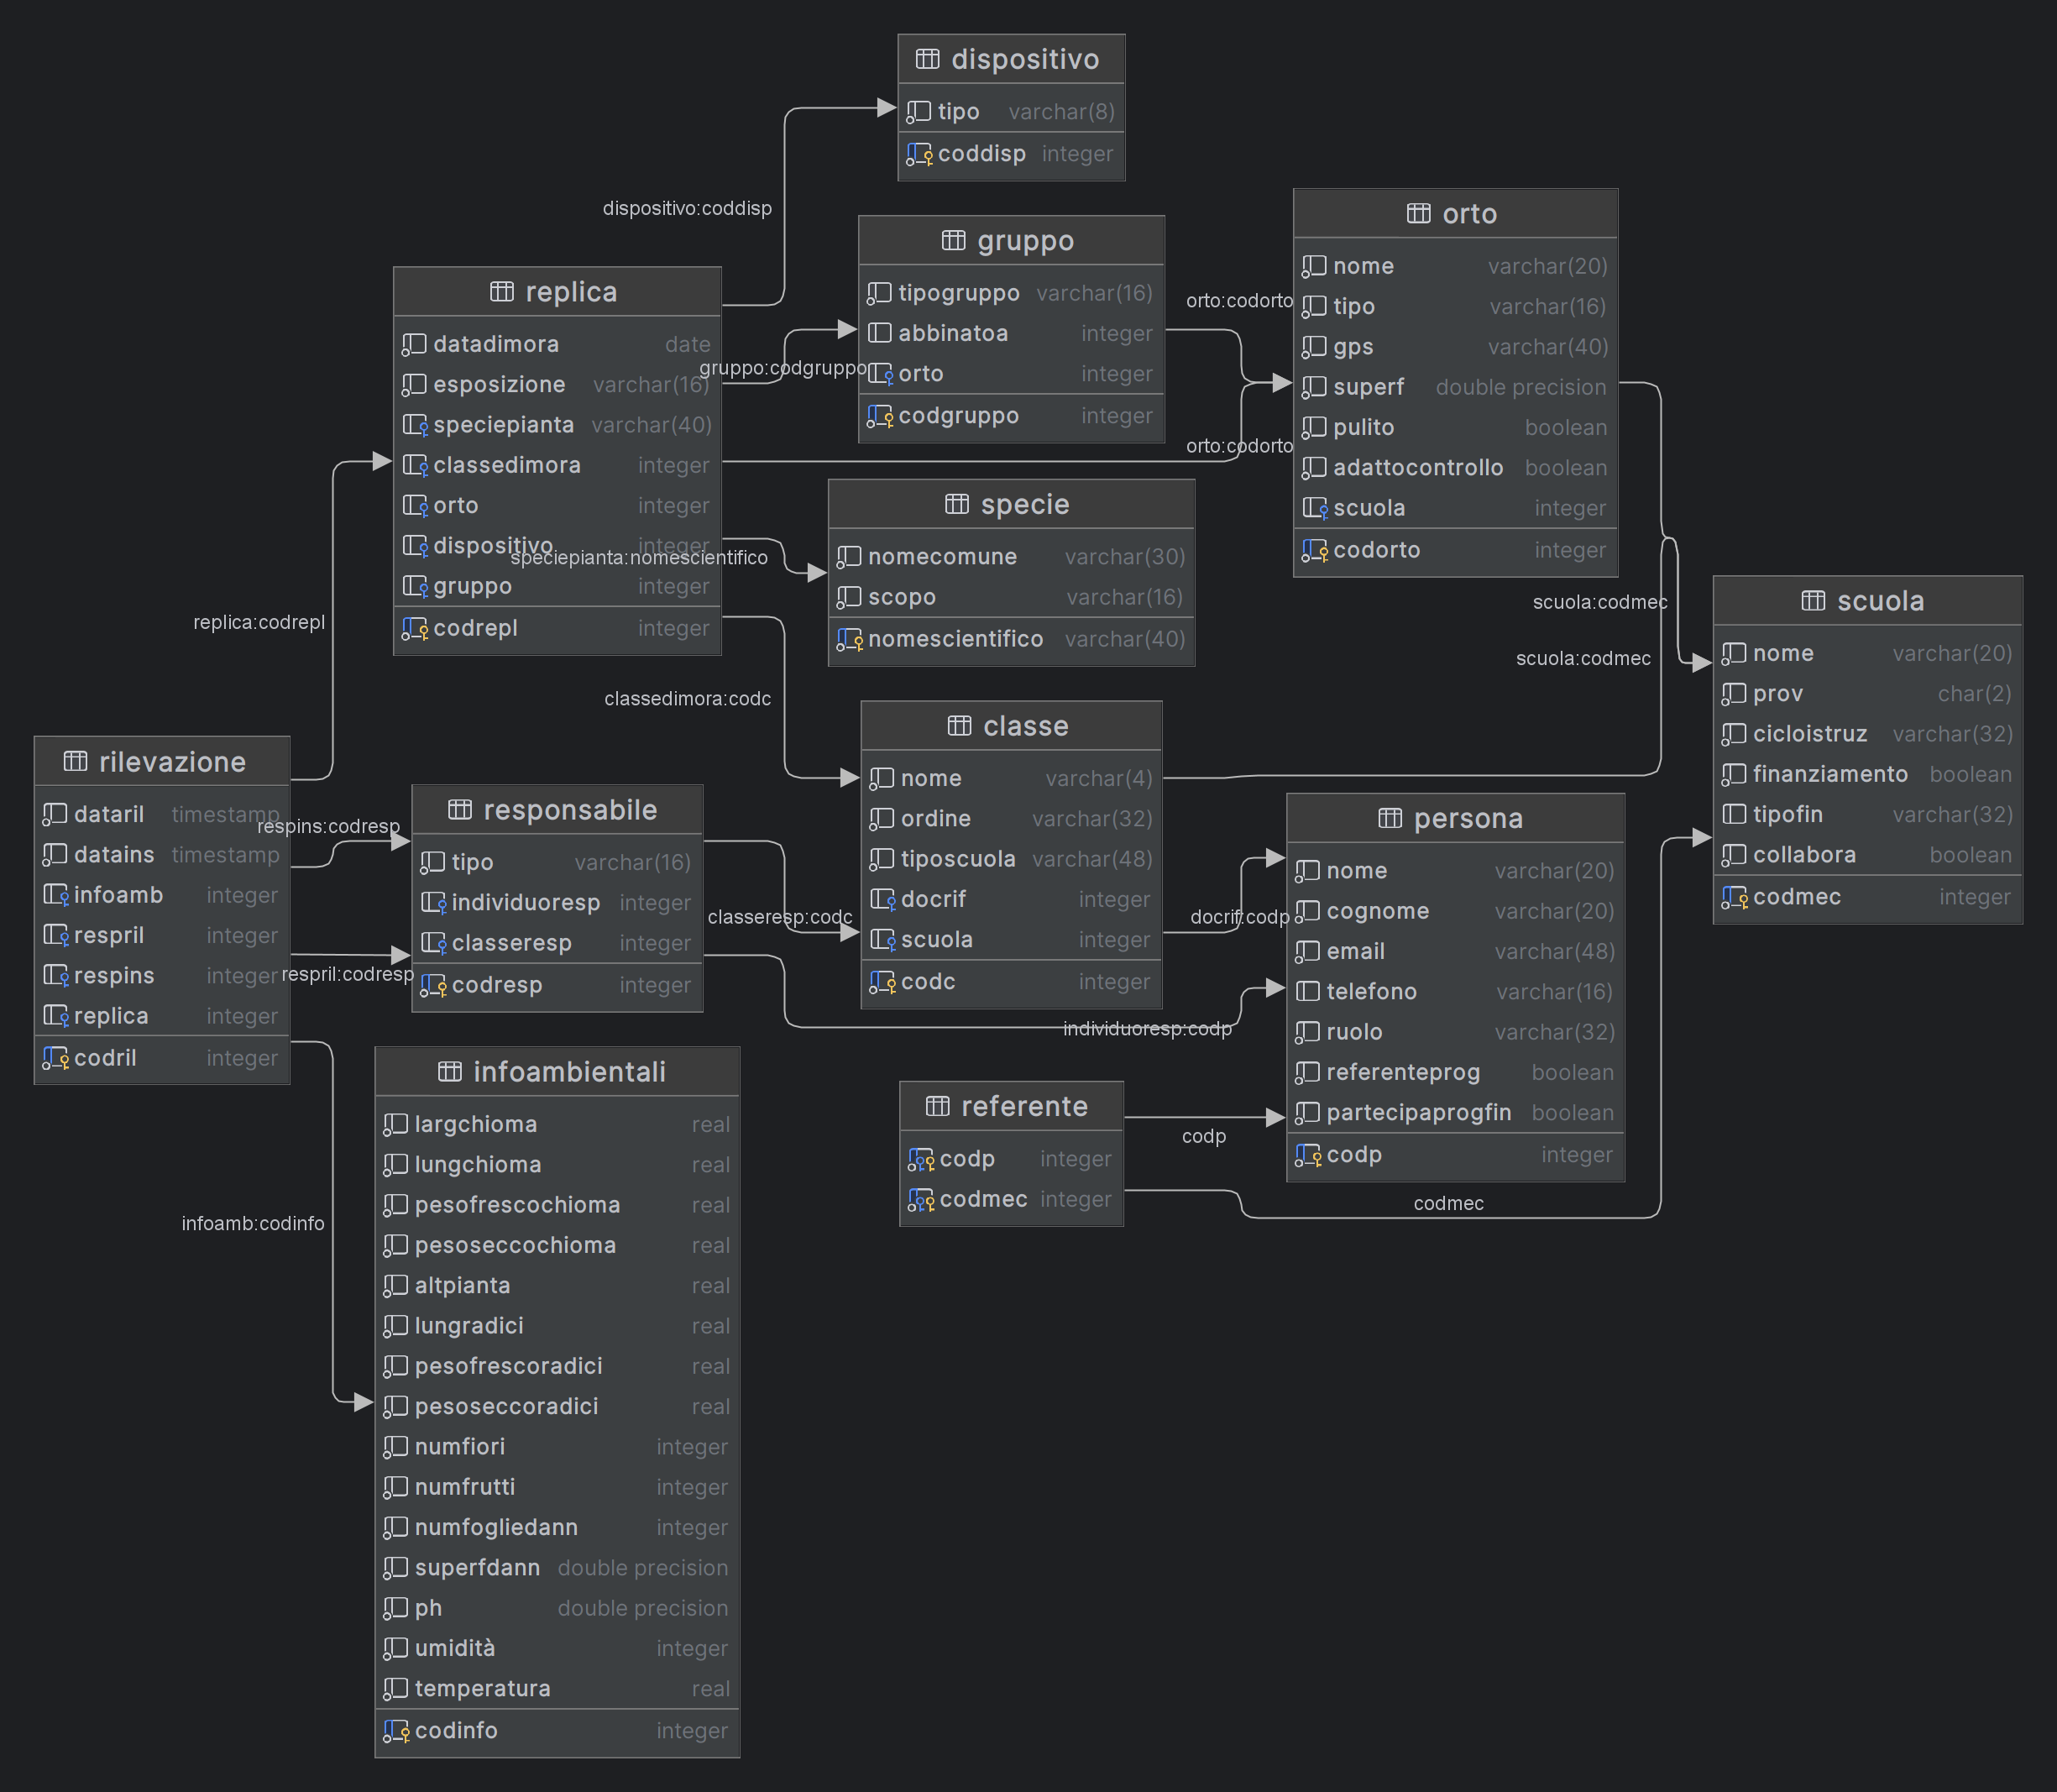 dispositivo
tipo varchar(8)
coddisp integer
dispositivo:coddisp
gruppo
tipogruppo varchar(16)
abbinatoa integer
orto integer
codgruppo integer
orto
nome varchar(20)
tipo varchar(16)
gps varchar(40)
superf double precision
pulito boolean
adattocontrollo boolean
scuola integer
codorto integer
orto:codorto
orto:codorto
replica
datadimora date
esposizione varchar(16)
speciepianta varchar(40)
classedimora integer
orto integer
dispositivo integer
gruppo integer
codrepl integer
gruppo:codgruppo
speciepianta:nomescientifico
specie
nomecomune varchar(30)
scopo varchar(16)
nomescientifico varchar(40)
scuola:codmec
scuola:codmec
scuola
nome varchar(20)
prov char(2)
cicloistruz varchar(32)
finanziamento boolean
tipofin varchar(32)
collabora boolean
codmec integer
replica:codrepl
classedimora:codc
classe
nome varchar(4)
ordine varchar(32)
tiposcuola varchar(48)
docrif integer
scuola integer
codc integer
rilevazione
dataril timestamp
datains timestamp
infoamb integer
respril integer
respins integer
replica integer
codril integer
respins:codresp
respril:codresp
responsabile
tipo varchar(16)
individuoresp integer
classeresp integer
codresp integer
classeresp:codc
docrif:codp
individuoresp:codp
persona
nome varchar(20)
cognome varchar(20)
email varchar(48)
telefono varchar(16)
ruolo varchar(32)
referenteprog boolean
partecipaprogfin boolean
codp integer
referente
codp integer
codmec integer
codp
codmec
infoamb:codinfo
infoambientali
largchioma real
lungchioma real
pesofrescochioma real
pesoseccochioma real
altpianta real
lungradici real
pesofrescoradici real
pesoseccoradici real
numfiori integer
numfrutti integer
numfogliedann integer
superfdann double precision
ph double precision
umidità integer
temperatura real
codinfo integer